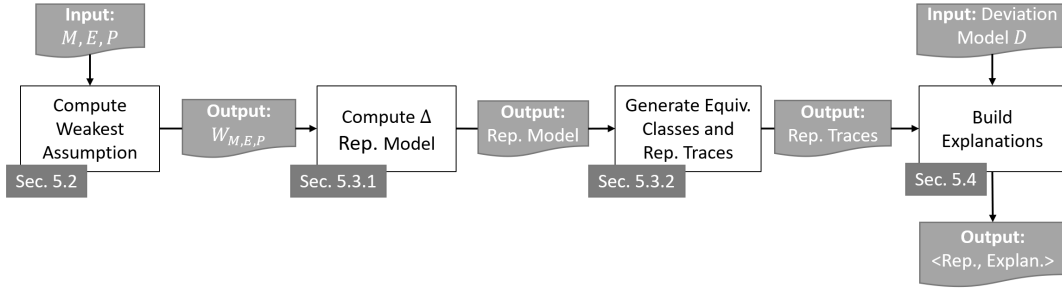 Input:
M, E, P
Compute
Weakest
Assumption
Sec. 5.2
Output:
W_{M,E,P}
Compute Δ
Rep. Model
Sec. 5.3.1
Output:
Rep. Model
Generate Equiv.
Classes and
Rep. Traces
Sec. 5.3.2
Output:
Rep. Traces
Input: Deviation
Model D
Build
Explanations
Sec. 5.4
Output:
<Rep., Explan.>